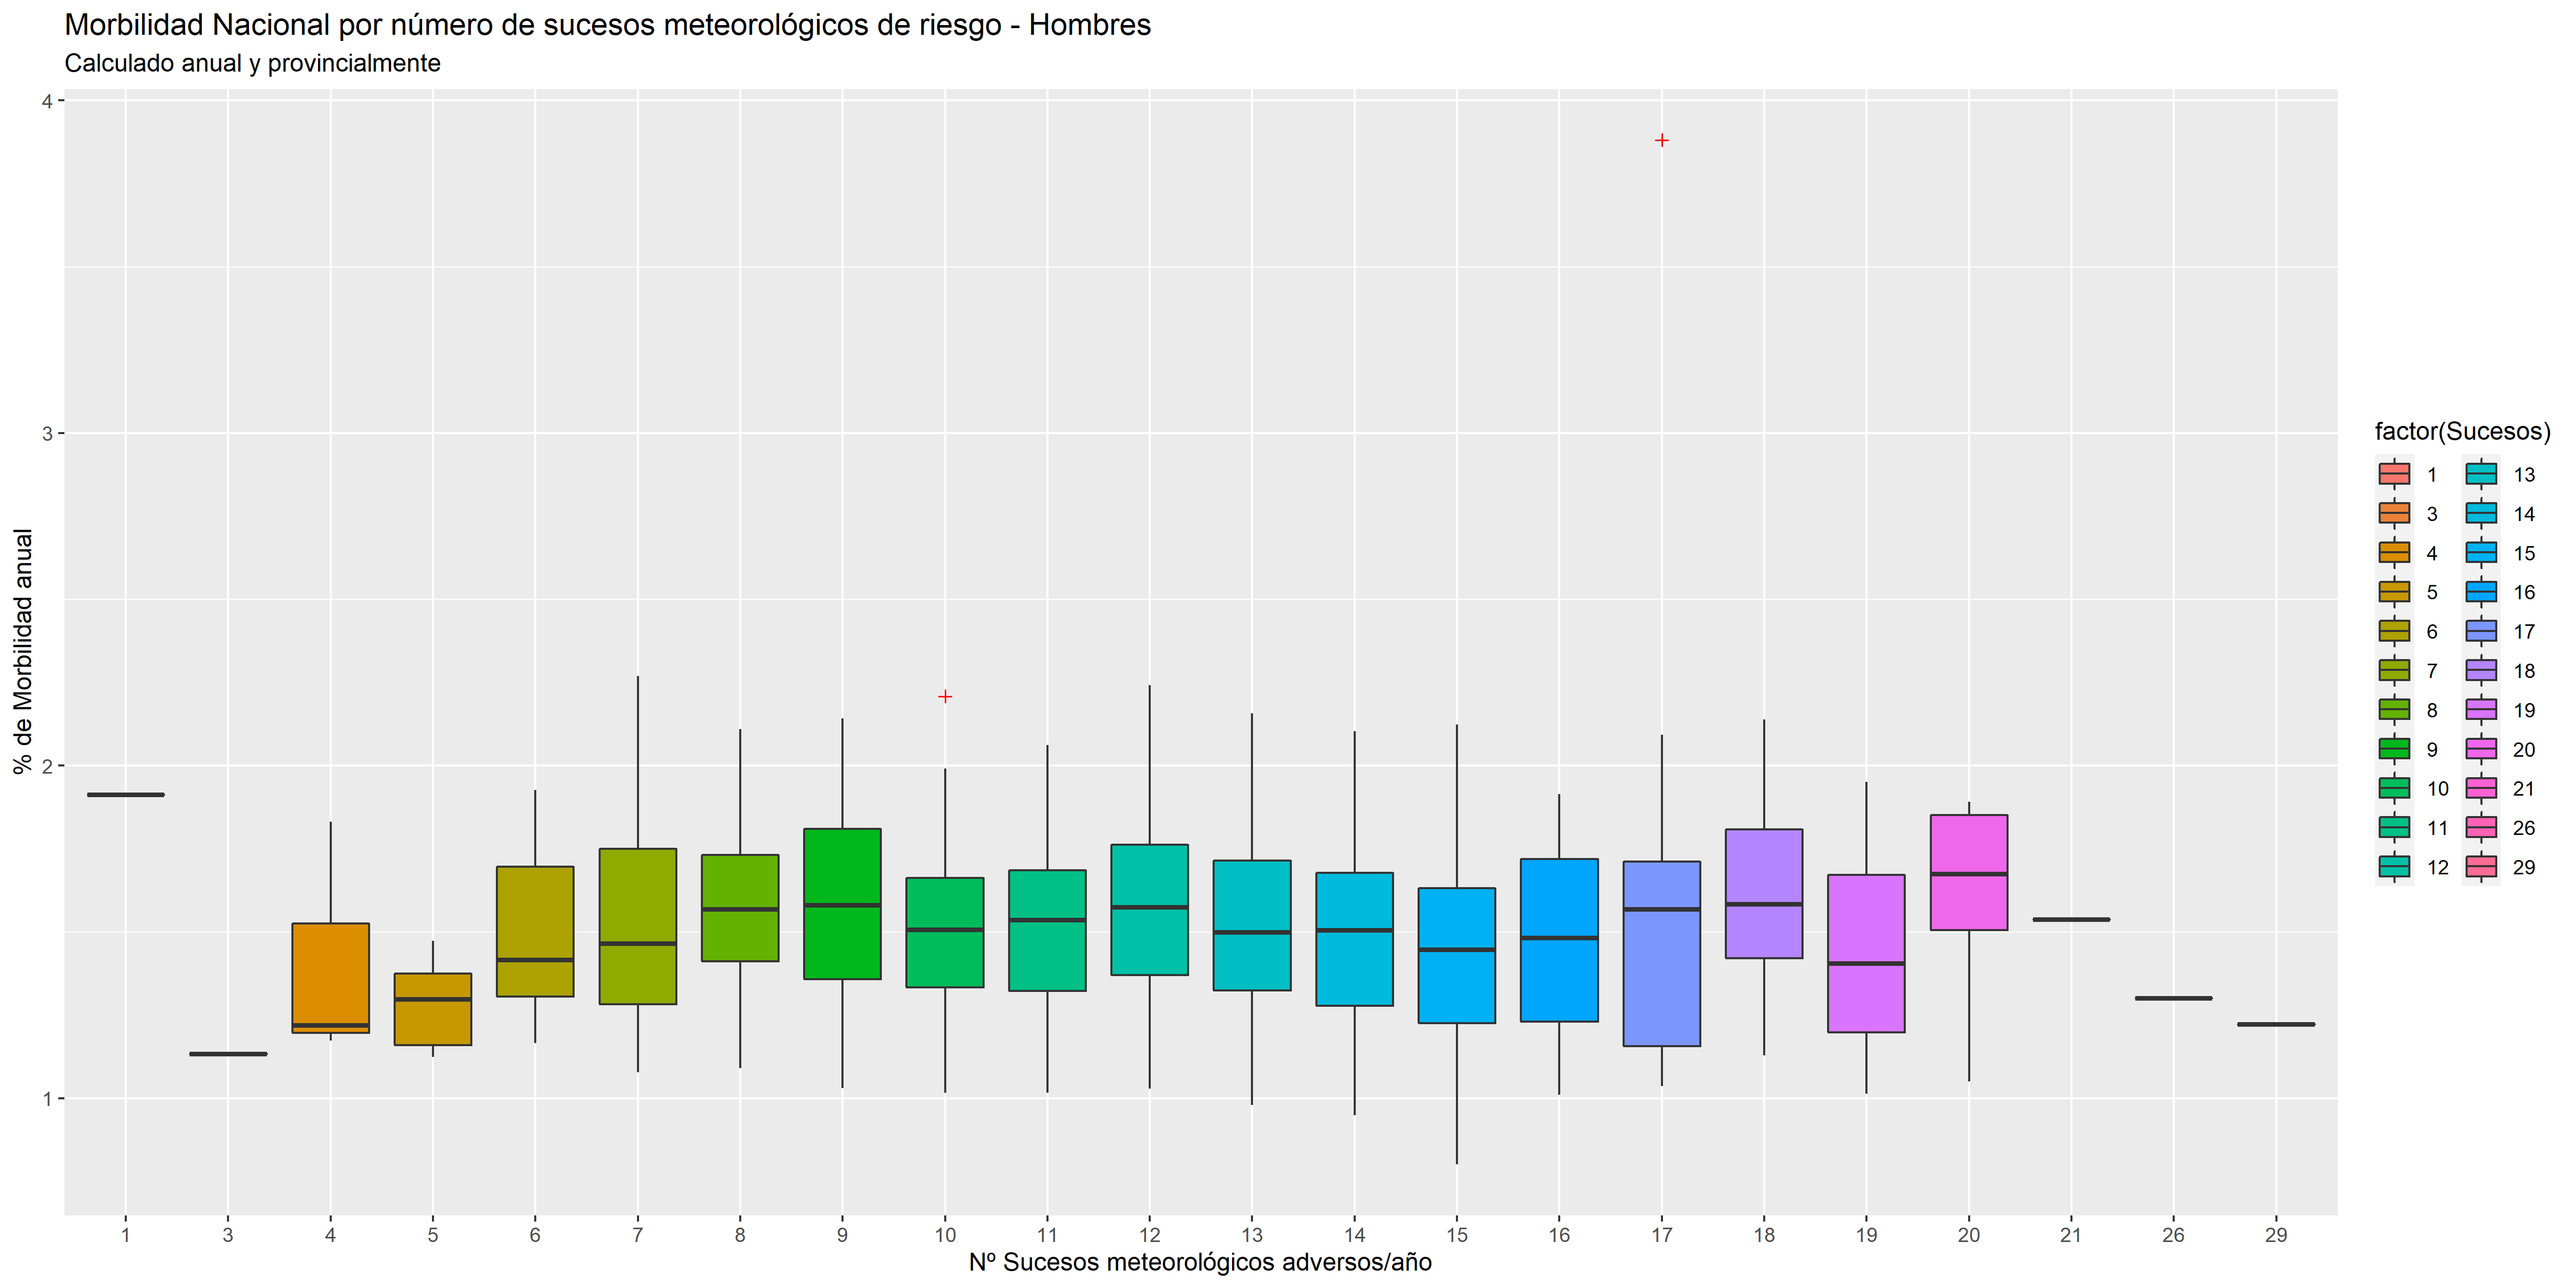 Morbilidad Nacional por número de sucesos meteorológicos de riesgo - Hombres
Calculado anual y provincialmente
% de Morbilidad anual
4
3
2
1
1 3 4 5 6 7 8 9 10 11 12 13 14 15 16 17 18 19 20 21 26 29
Nº Sucesos meteorológicos adversos/año
factor(Sucesos)
1 13
3 14
4 15
5 16
6 17
7 18
8 19
9 20
10 21
11 26
12 29